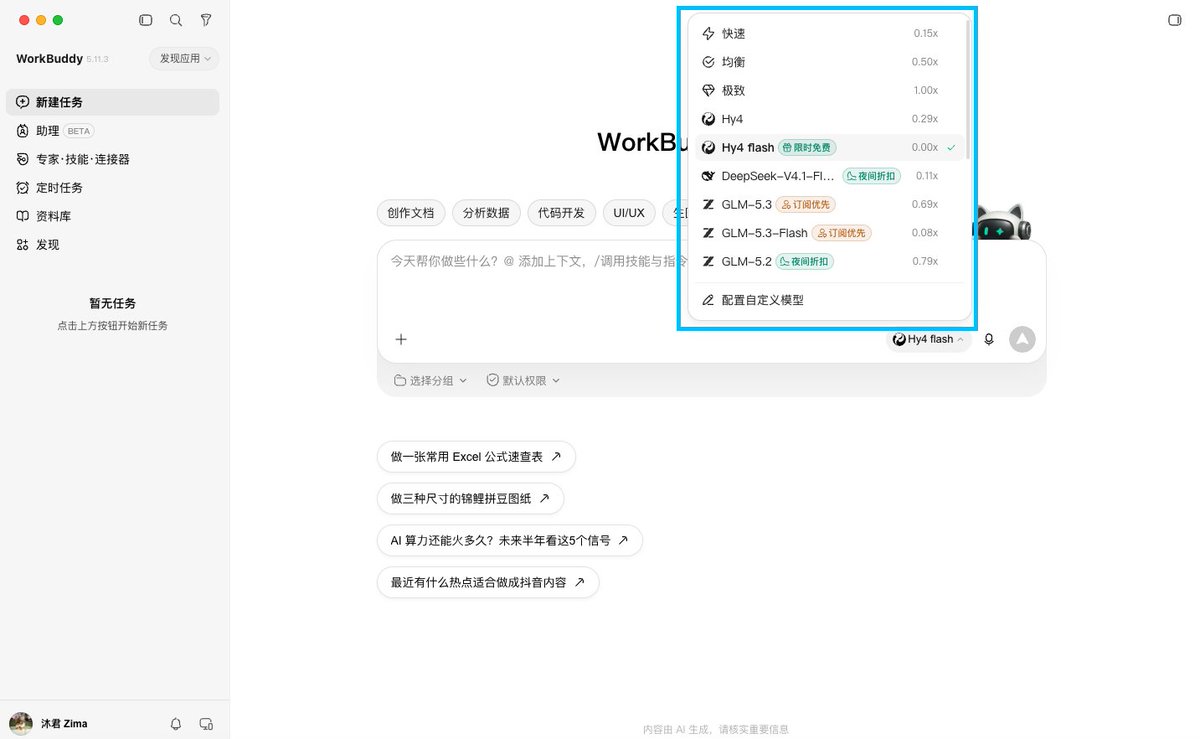 WorkBuddy 5.11.3
发现应用
新建任务
助理 BETA
专家·技能·连接器
定时任务
资料库
发现
暂无任务
点击上方按钮开始新任务
沐君 Zima
WorkBu
创作文档
分析数据
代码开发
UI/UX
今天帮你做些什么？@ 添加上下文，/调用技能与指令
快速 0.15x
均衡 0.50x
极致 1.00x
Hy4 0.29x
Hy4 flash 限时免费 0.00x
DeepSeek-V4.1-Fl... 夜间折扣 0.11x
GLM-5.3 订阅优先 0.69x
GLM-5.3-Flash 订阅优先 0.08x
GLM-5.2 夜间折扣 0.79x
配置自定义模型
Hy4 flash
选择分组
默认权限
做一张常用 Excel 公式速查表
做三种尺寸的锦鲤拼豆图纸
AI 算力还能火多久？未来半年看这5个信号
最近有什么热点适合做成抖音内容
内容由 AI 生成，请核实重要信息